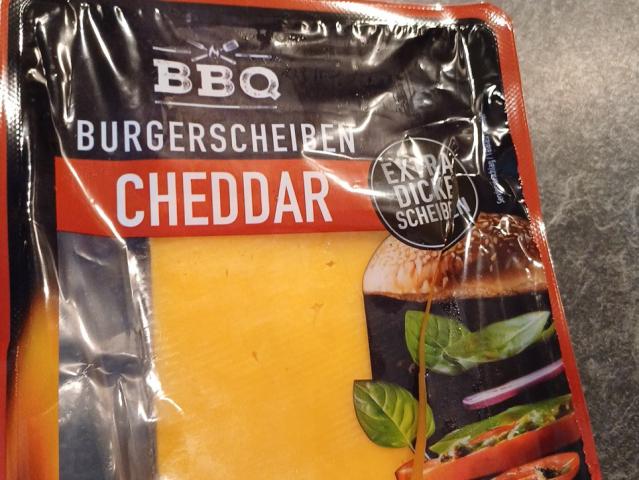 BBQ
BURGERSCHEIBEN
CHEDDAR
EXTRA
DICKE
SCHEIBEN